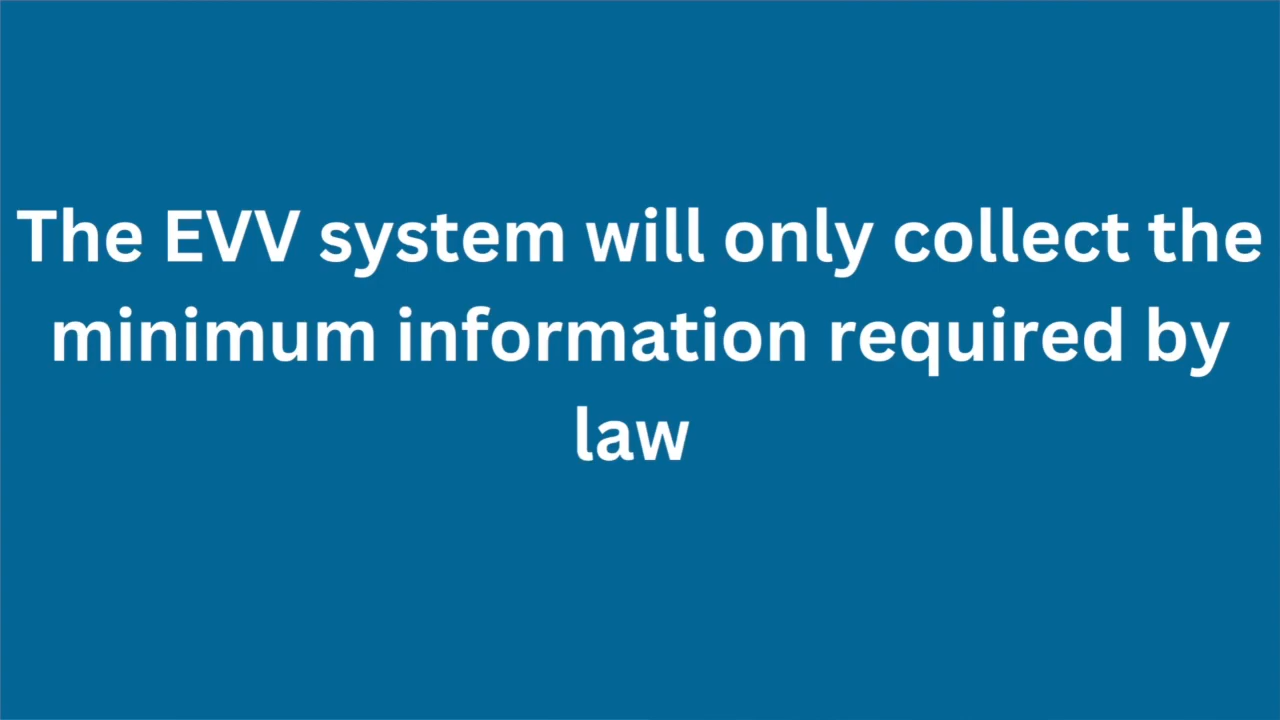 The EVV system will only collect the
minimum information required by
law